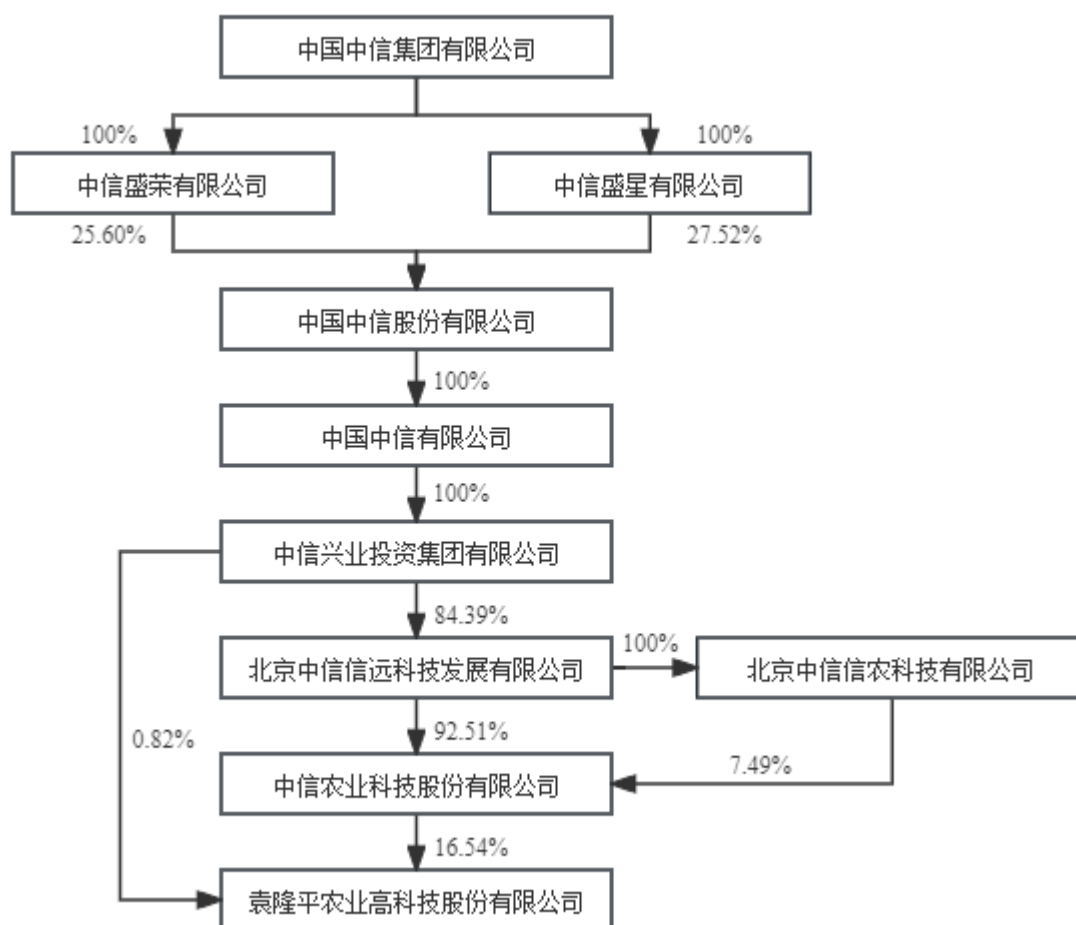 中国中信集团有限公司
100%
100%
中信盛荣有限公司
中信盛星有限公司
25.60%
27.52%
中国中信股份有限公司
100%
中国中信有限公司
100%
中信兴业投资集团有限公司
84.39%
北京中信信远科技发展有限公司
100%
北京中信信农科技有限公司
0.82%
92.51%
7.49%
中信农业科技股份有限公司
16.54%
袁隆平农业高科技股份有限公司